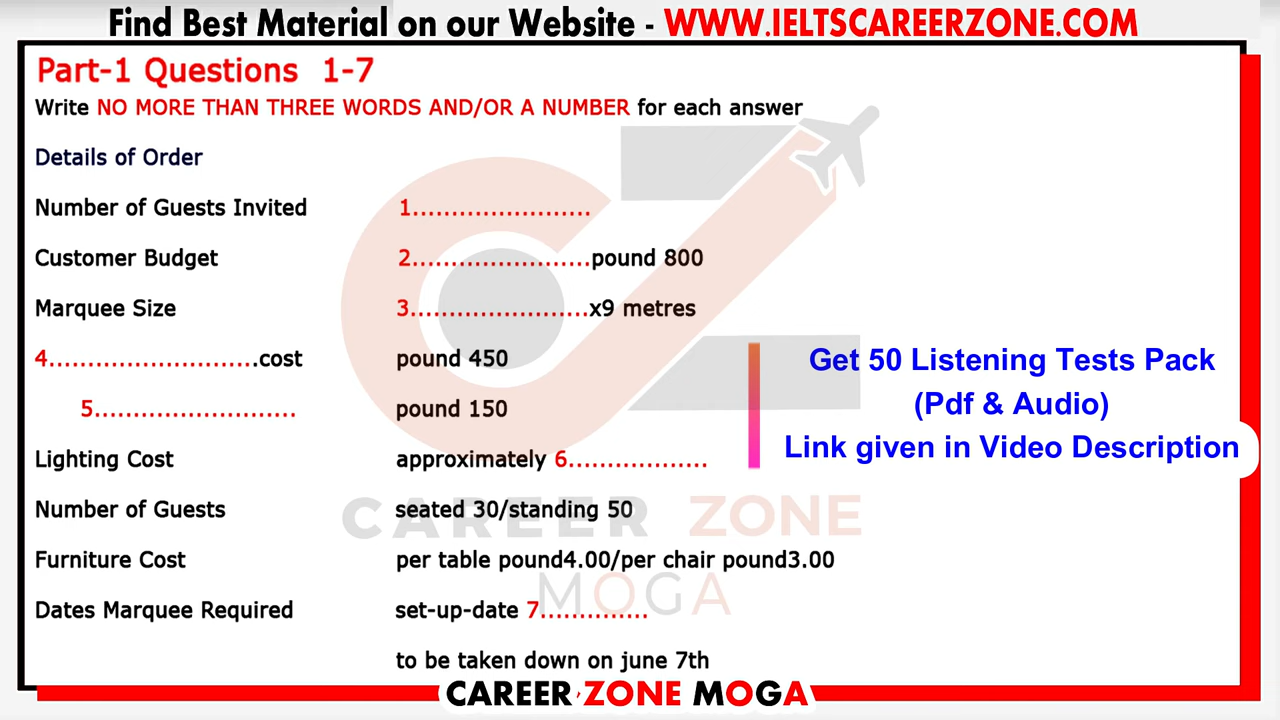 Find Best Material on our Website - WWW.IELTSCAREERZONE.COM
Part-1 Questions 1-7
Write NO MORE THAN THREE WORDS AND/OR A NUMBER for each answer
Details of Order
Number of Guests Invited 1.......................
Customer Budget 2.......................pound 800
Marquee Size 3.......................x9 metres
4...........................cost pound 450
5.......................... pound 150
Get 50 Listening Tests Pack
(Pdf & Audio)
Link given in Video Description
Lighting Cost approximately 6..................
Number of Guests seated 30/standing 50
Furniture Cost per table pound4.00/per chair pound3.00
Dates Marquee Required set-up-date 7..............
to be taken down on june 7th
CAREER ZONE
MOGA
CAREER ZONE MOGA